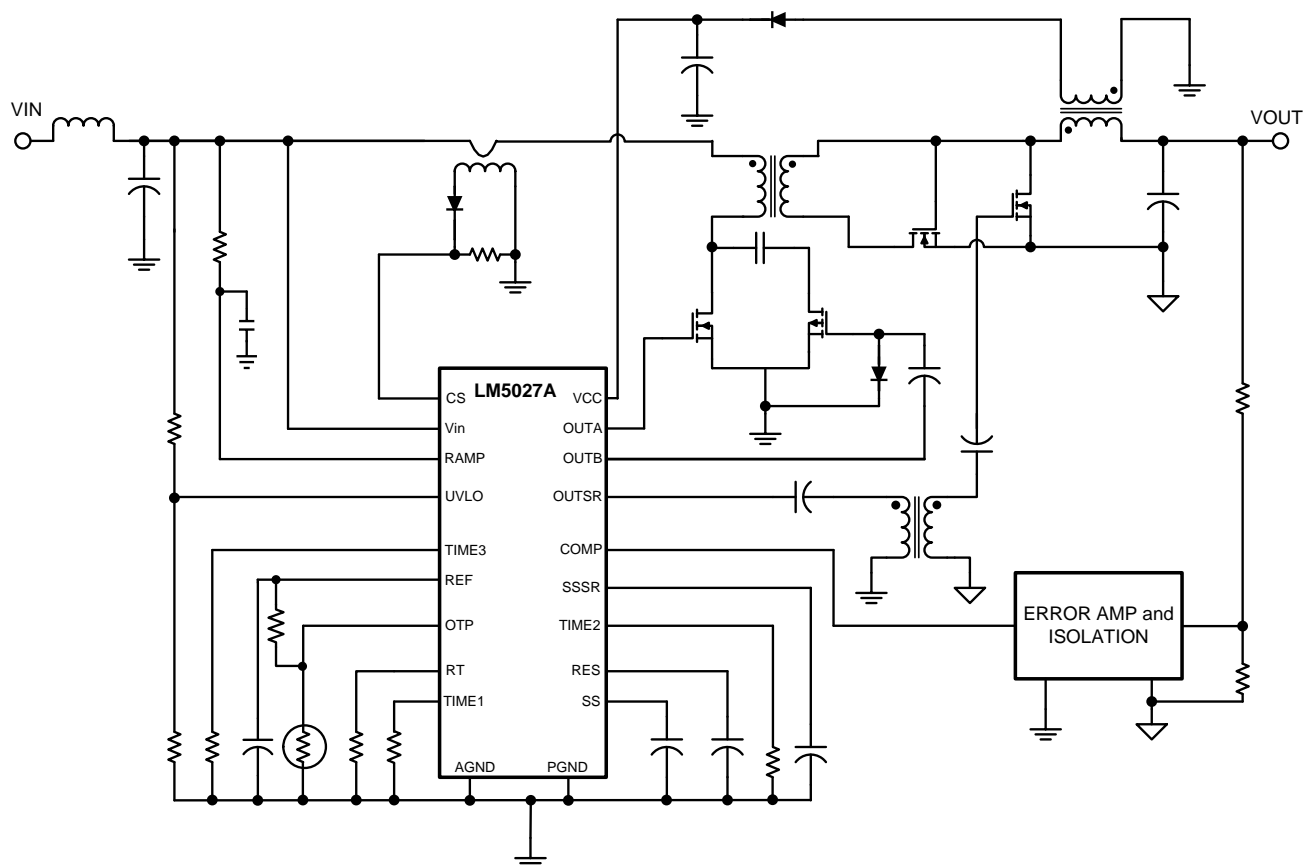 VIN
VOUT
LM5027A
CS
VCC
Vin
OUTA
RAMP
OUTB
UVLO
OUTSR
TIME3
COMP
REF
SSSR
OTP
TIME2
RT
RES
TIME1
SS
AGND
PGND
ERROR AMP and
ISOLATION